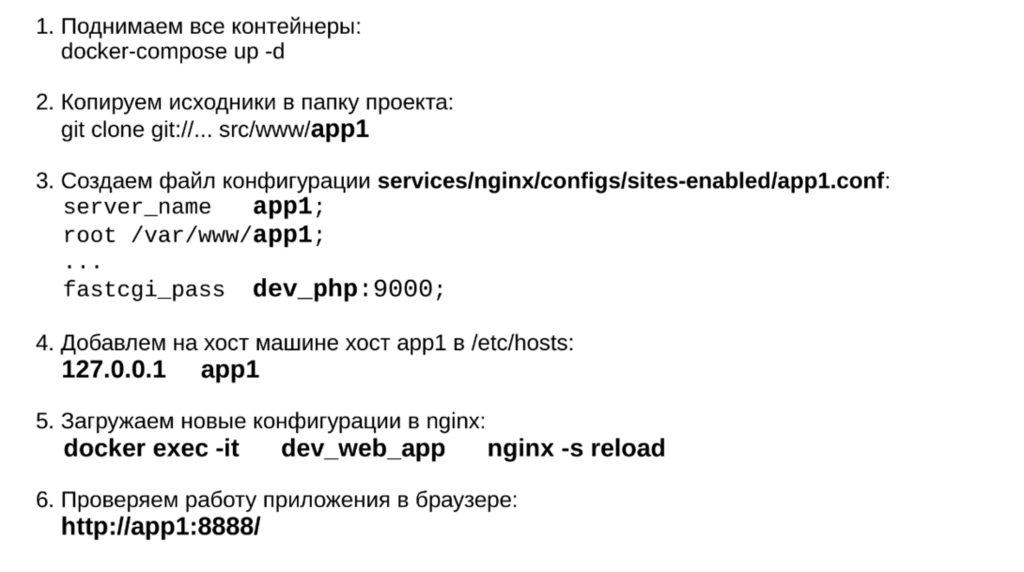 1. Поднимаем все контейнеры:
docker-compose up -d
2. Копируем исходники в папку проекта:
git clone git://... src/www/app1
3. Создаем файл конфигурации services/nginx/configs/sites-enabled/app1.conf:
server_name app1;
root /var/www/app1;
...
fastcgi_pass dev_php:9000;
4. Добавлем на хост машине хост app1 в /etc/hosts:
127.0.0.1 app1
5. Загружаем новые конфигурации в nginx:
docker exec -it dev_web_app nginx -s reload
6. Проверяем работу приложения в браузере:
http://app1:8888/